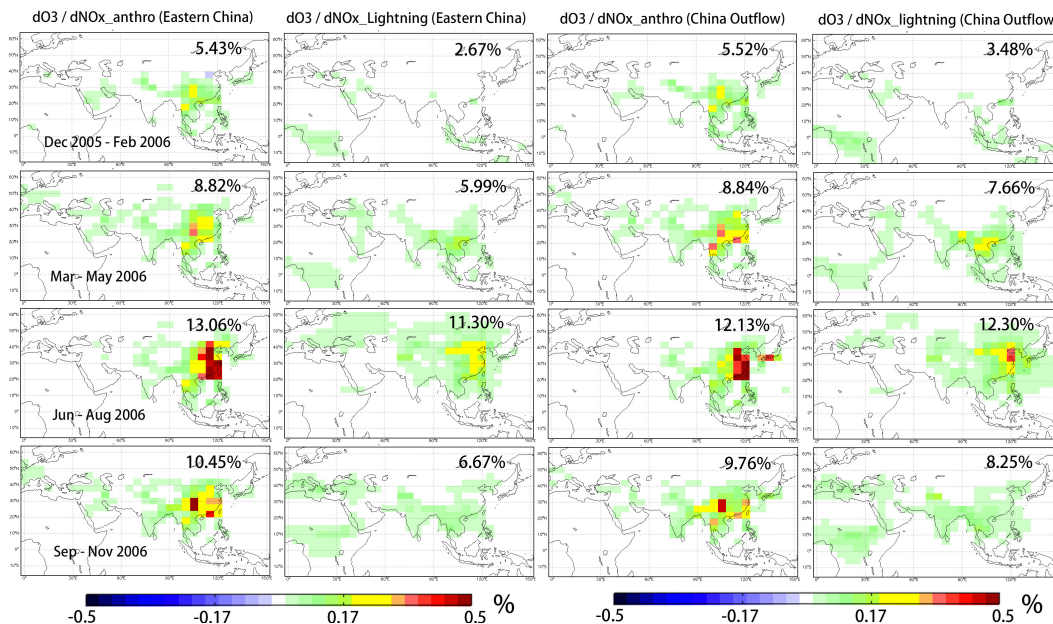 dO3 / dNOx_anthro (Eastern China)
dO3 / dNOx_Lightning (Eastern China)
dO3 / dNOx_anthro (China Outflow)
dO3 / dNOx_lightning (China Outflow
5.43%
2.67%
5.52%
3.48%
Dec 2005 - Feb 2006
8.82%
5.99%
8.84%
7.66%
Mar - May 2006
13.06%
11.30%
12.13%
12.30%
Jun - Aug 2006
10.45%
6.67%
9.76%
8.25%
Sep - Nov 2006
-0.5 -0.17 0.17 0.5 %
-0.5 -0.17 0.17 0.5 %